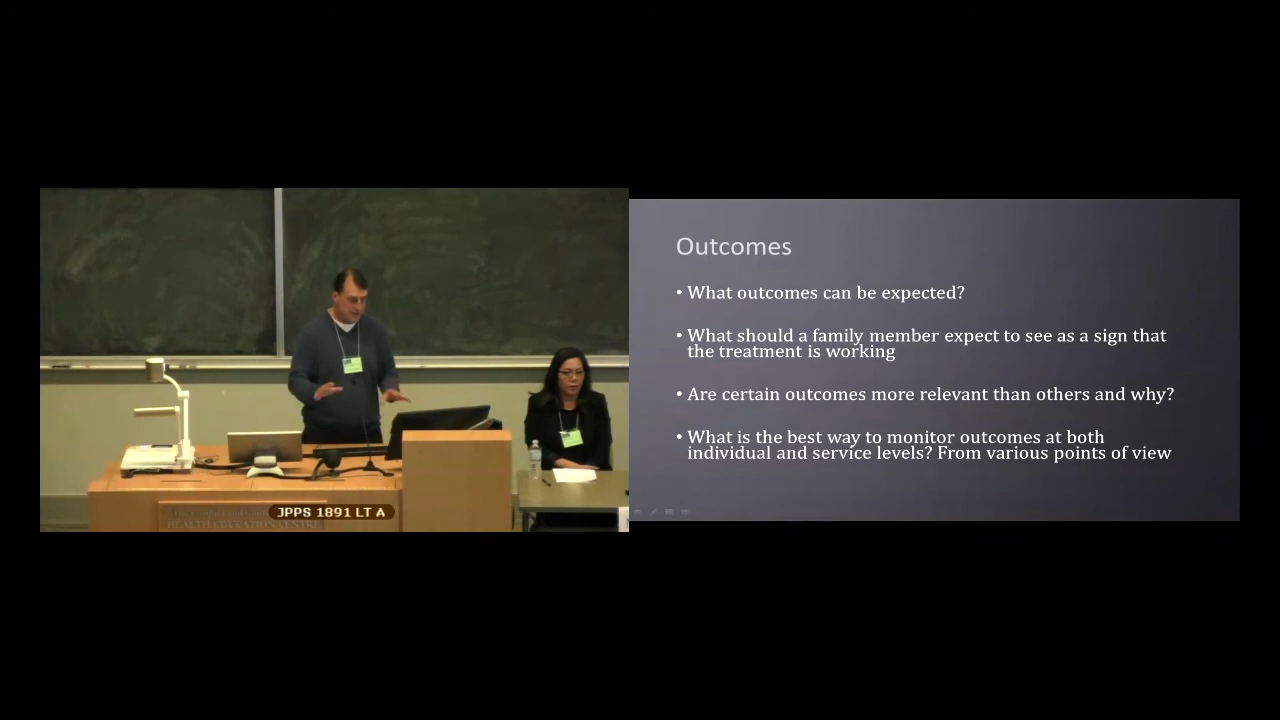 Outcomes
• What outcomes can be expected?
• What should a family member expect to see as a sign that
the treatment is working
• Are certain outcomes more relevant than others and why?
• What is the best way to monitor outcomes at both
individual and service levels? From various points of view
JPPS 1891 LT A
HEALTH EDUCATION CENTRE